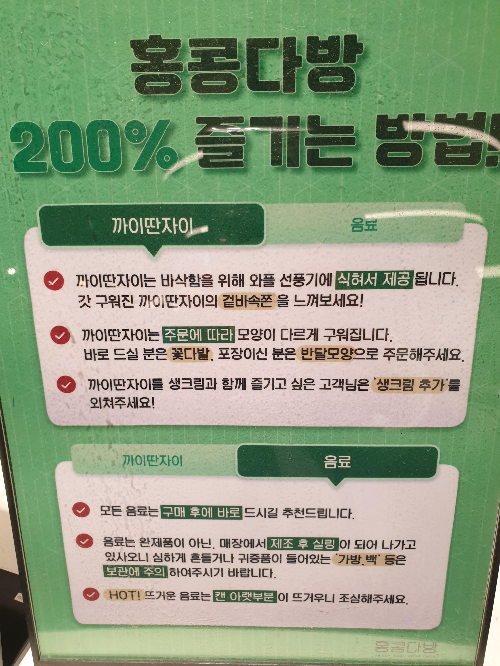 홍콩다방
200% 즐기는 방법!
까이딴자이 음료
까이딴자이는 바삭함을 위해 와플 선풍기에 식혀서 제공 됩니다.
갓 구워진 까이딴자이의 겉바속쫀 을 느껴보세요!
까이딴자이는 주문에 따라 모양이 다르게 구워집니다.
바로 드실 분은 꽃다발, 포장이신 분은 반달모양으로 주문해주세요.
까이딴자이를 생크림과 함께 즐기고 싶은 고객님은 '생크림 추가'를
외쳐주세요!
까이딴자이 음료
모든 음료는 구매 후에 바로 드시길 추천드립니다.
음료는 완제품이 아닌, 매장에서 제조 후 실링 이 되어 나가고
있사오니 심하게 흔들거나 귀중품이 들어있는 '가방,백' 등은
보관에 주의 하여주시기 바랍니다.
HOT! 뜨거운 음료는 캔 아랫부분 이 뜨거우니 조심해주세요.
홍콩다방